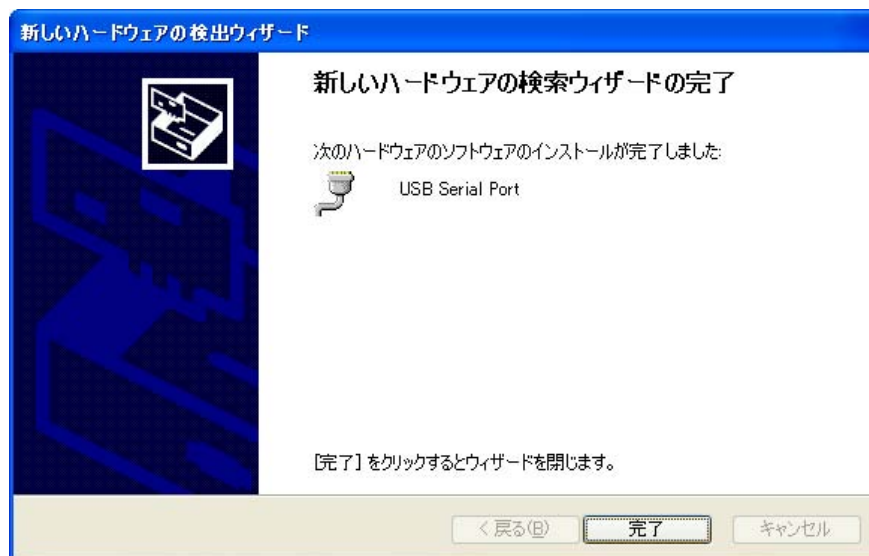 新しいハードウェアの検出ウィザード
新しいハードウェアの検索ウィザードの完了
次のハードウェアのソフトウェアのインストールが完了しました:
USB Serial Port
[完了] をクリックするとウィザードを閉じます。
< 戻る(B)
完了
キャンセル